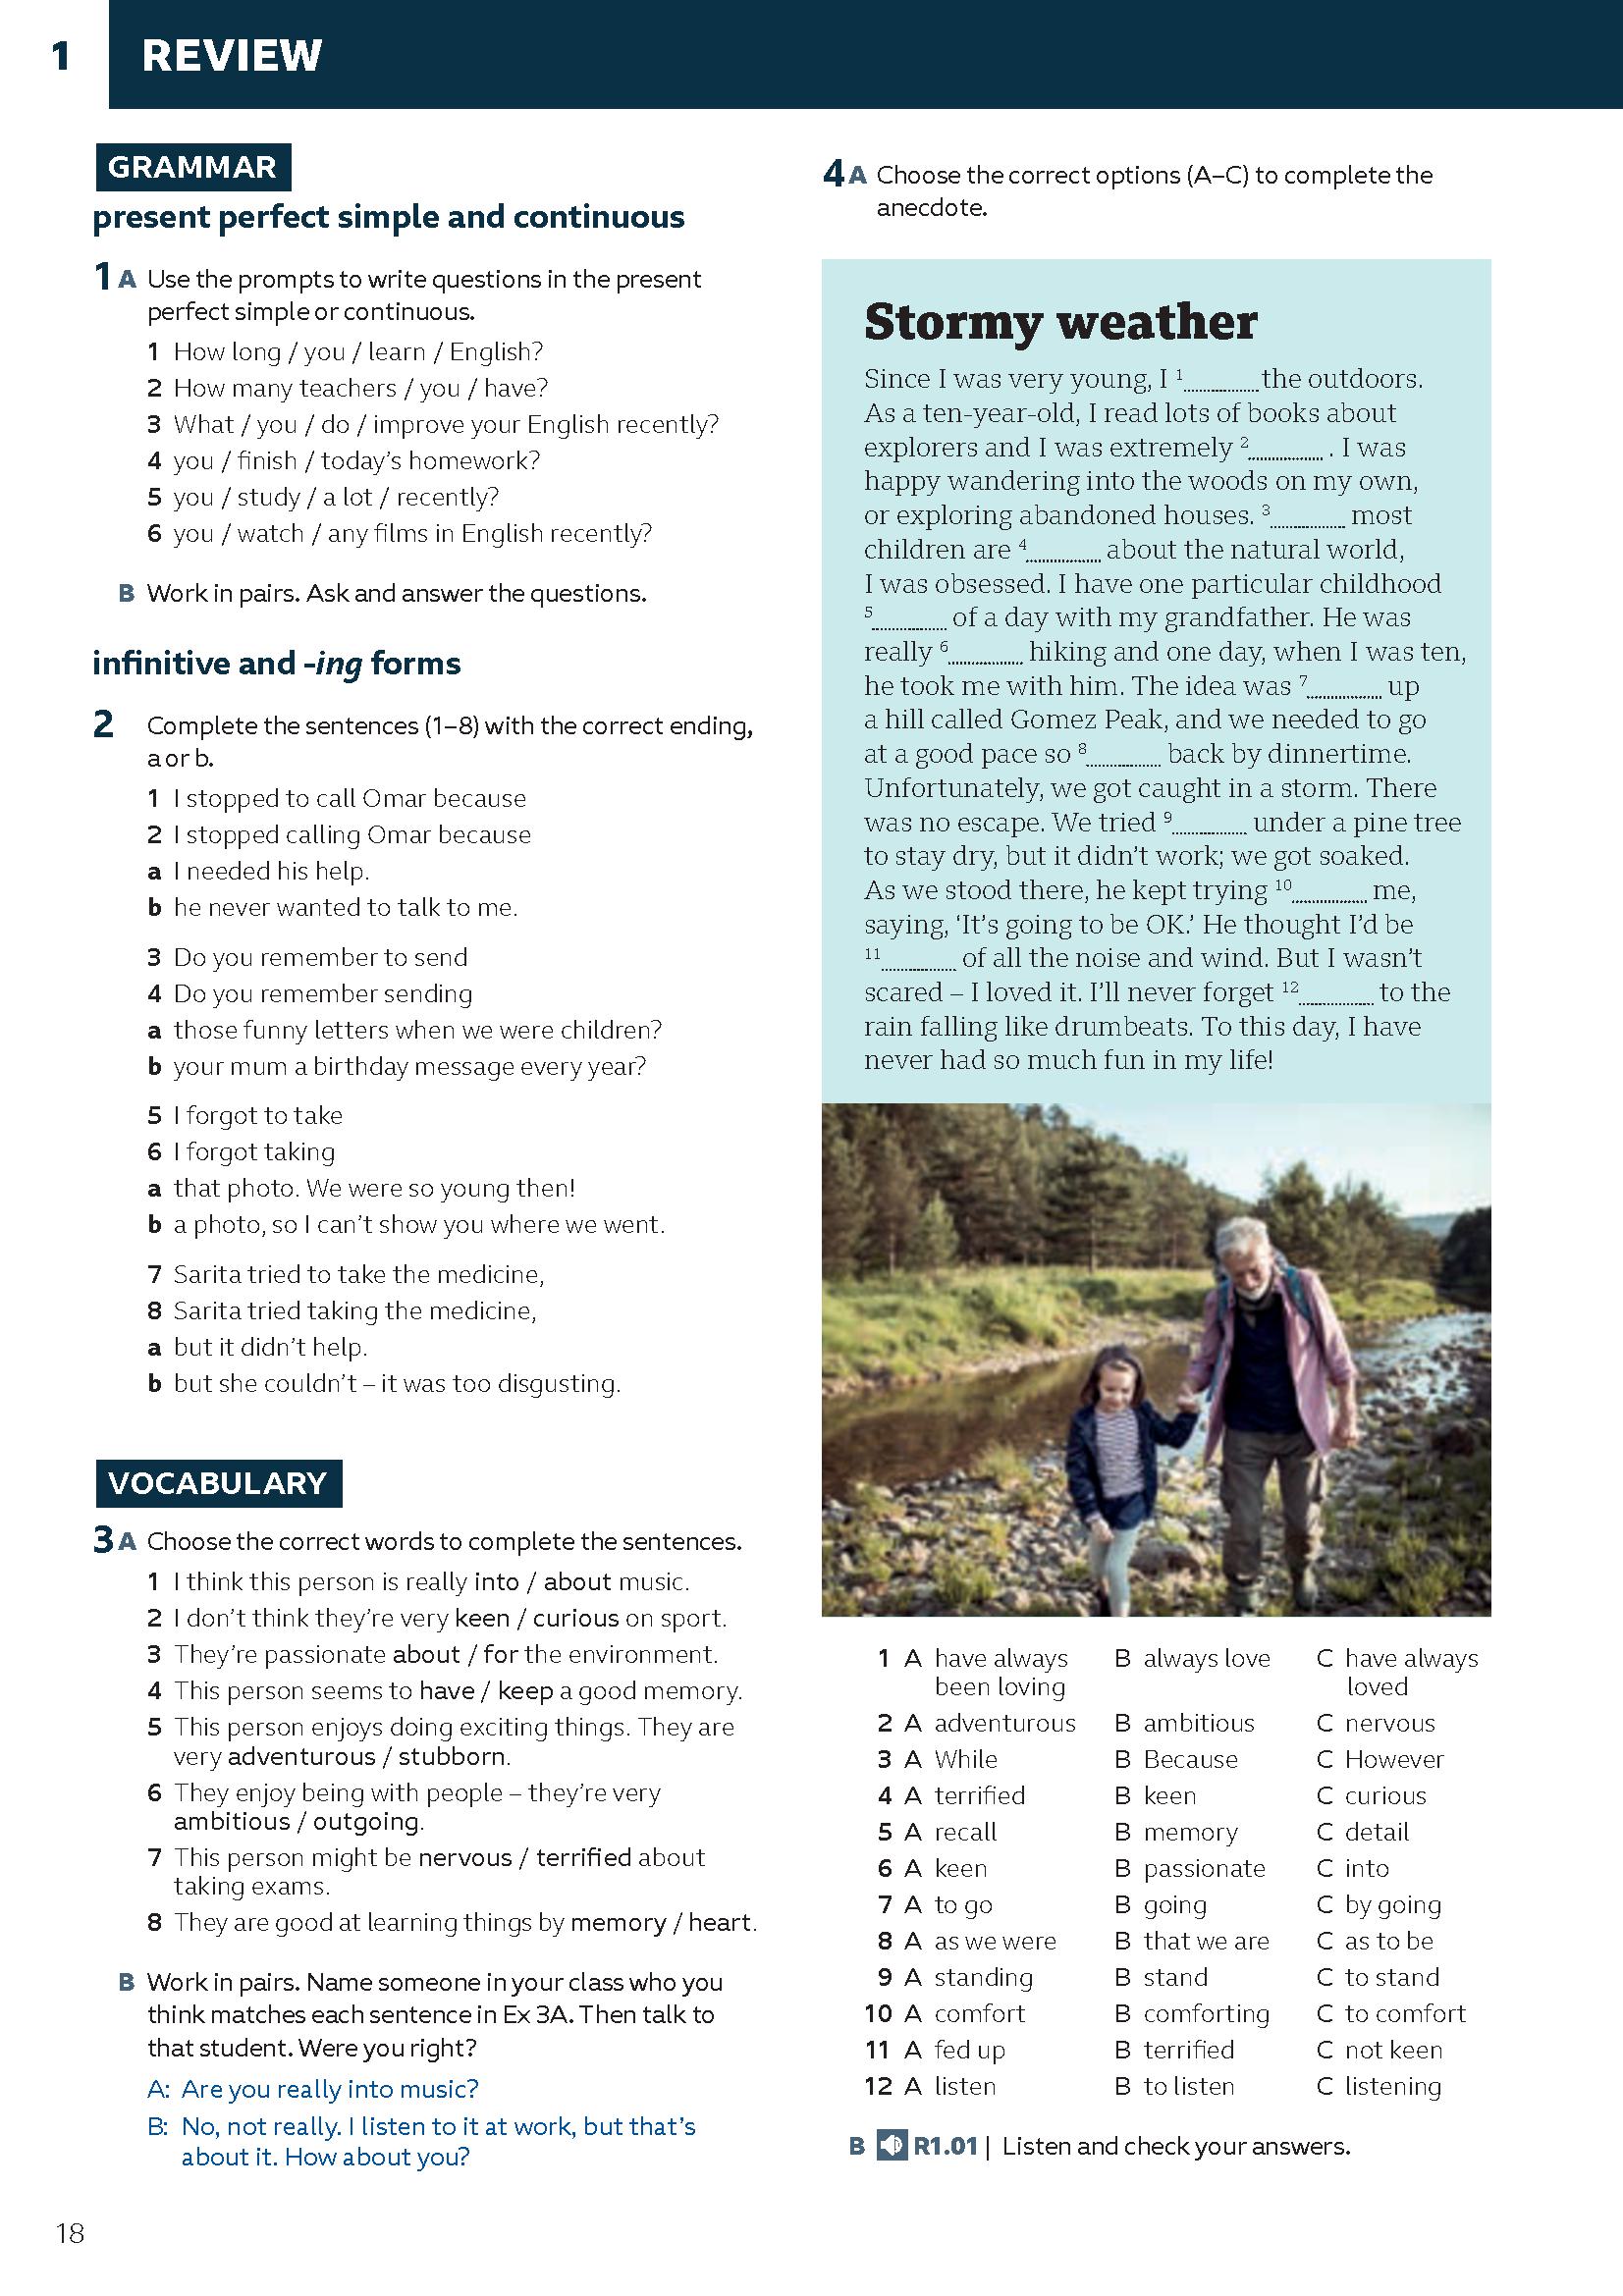 1
REVIEW
GRAMMAR
present perfect simple and continuous
1 A Use the prompts to write questions in the present
perfect simple or continuous.
1 How long / you / learn / English?
2 How many teachers / you / have?
3 What / you / do / improve your English recently?
4 you / finish / today's homework?
5 you / study / a lot / recently?
6 you / watch / any films in English recently?
B Work in pairs. Ask and answer the questions.
infinitive and -ing forms
2 Complete the sentences (1–8) with the correct ending,
a or b.
1 I stopped to call Omar because
2 I stopped calling Omar because
a I needed his help.
b he never wanted to talk to me.
3 Do you remember to send
4 Do you remember sending
a those funny letters when we were children?
b your mum a birthday message every year?
5 I forgot to take
6 I forgot taking
a that photo. We were so young then!
b a photo, so I can't show you where we went.
7 Sarita tried to take the medicine,
8 Sarita tried taking the medicine,
a but it didn't help.
b but she couldn't – it was too disgusting.
VOCABULARY
3 A Choose the correct words to complete the sentences.
1 I think this person is really into / about music.
2 I don't think they're very keen / curious on sport.
3 They're passionate about / for the environment.
4 This person seems to have / keep a good memory.
5 This person enjoys doing exciting things. They are
very adventurous / stubborn.
6 They enjoy being with people – they're very
ambitious / outgoing.
7 This person might be nervous / terrified about
taking exams.
8 They are good at learning things by memory / heart.
B Work in pairs. Name someone in your class who you
think matches each sentence in Ex 3A. Then talk to
that student. Were you right?
A: Are you really into music?
B: No, not really. I listen to it at work, but that's
about it. How about you?
4 A Choose the correct options (A–C) to complete the
anecdote.
Stormy weather
Since I was very young, I 1 ............ the outdoors.
As a ten-year-old, I read lots of books about
explorers and I was extremely 2 ............ . I was
happy wandering into the woods on my own,
or exploring abandoned houses. 3 ............ most
children are 4 ............ about the natural world,
I was obsessed. I have one particular childhood
5 ............ of a day with my grandfather. He was
really 6 ............ hiking and one day, when I was ten,
he took me with him. The idea was 7 ............ up
a hill called Gomez Peak, and we needed to go
at a good pace so 8 ............ back by dinnertime.
Unfortunately, we got caught in a storm. There
was no escape. We tried 9 ............ under a pine tree
to stay dry, but it didn't work; we got soaked.
As we stood there, he kept trying 10 ............ me,
saying, 'It's going to be OK.' He thought I'd be
11 ............ of all the noise and wind. But I wasn't
scared – I loved it. I'll never forget 12 ............ to the
rain falling like drumbeats. To this day, I have
never had so much fun in my life!
1 A have always been loving B always love C have always loved
2 A adventurous B ambitious C nervous
3 A While B Because C However
4 A terrified B keen C curious
5 A recall B memory C detail
6 A keen B passionate C into
7 A to go B going C by going
8 A as we were B that we are C as to be
9 A standing B stand C to stand
10 A comfort B comforting C to comfort
11 A fed up B terrified C not keen
12 A listen B to listen C listening
B R1.01 | Listen and check your answers.
18